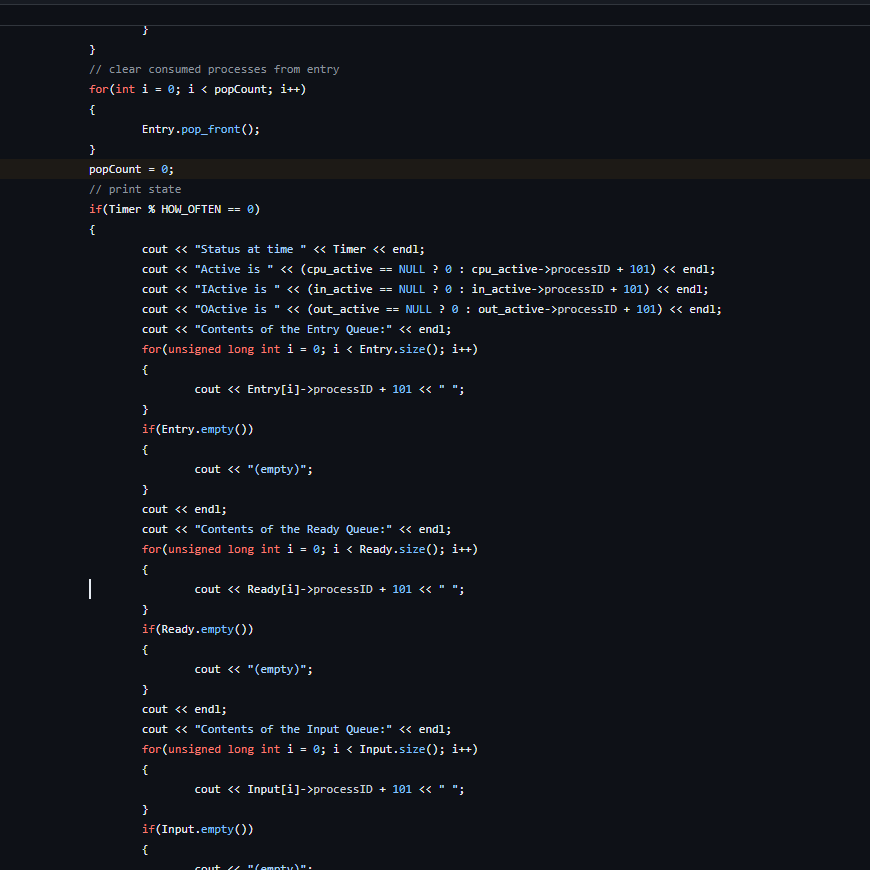 }
}
// clear consumed processes from entry
for(int i = 0; i < popCount; i++)
{
Entry.pop_front();
}
popCount = 0;
// print state
if(Timer % HOW_OFTEN == 0)
{
cout << "Status at time " << Timer << endl;
cout << "Active is " << (cpu_active == NULL ? 0 : cpu_active->processID + 101) << endl;
cout << "IActive is " << (in_active == NULL ? 0 : in_active->processID + 101) << endl;
cout << "OActive is " << (out_active == NULL ? 0 : out_active->processID + 101) << endl;
cout << "Contents of the Entry Queue:" << endl;
for(unsigned long int i = 0; i < Entry.size(); i++)
{
cout << Entry[i]->processID + 101 << " ";
}
if(Entry.empty())
{
cout << "(empty)";
}
cout << endl;
cout << "Contents of the Ready Queue:" << endl;
for(unsigned long int i = 0; i < Ready.size(); i++)
{
cout << Ready[i]->processID + 101 << " ";
}
if(Ready.empty())
{
cout << "(empty)";
}
cout << endl;
cout << "Contents of the Input Queue:" << endl;
for(unsigned long int i = 0; i < Input.size(); i++)
{
cout << Input[i]->processID + 101 << " ";
}
if(Input.empty())
{
cout << "(empty)";